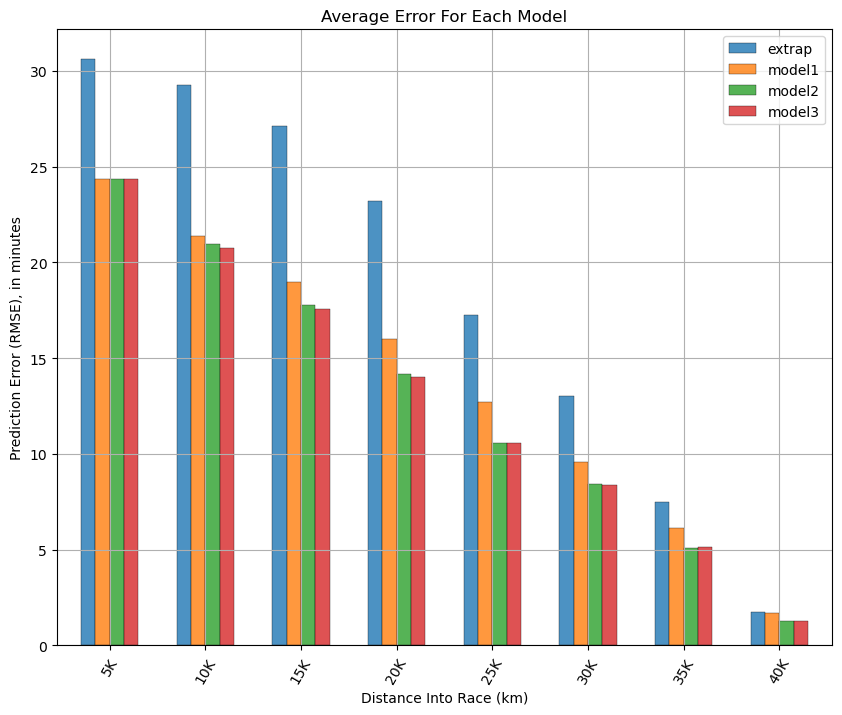 Average Error For Each Model
extrap
model1
model2
model3
Prediction Error (RMSE), in minutes
30
25
20
15
10
5
0
5K
10K
15K
20K
25K
30K
35K
40K
Distance Into Race (km)